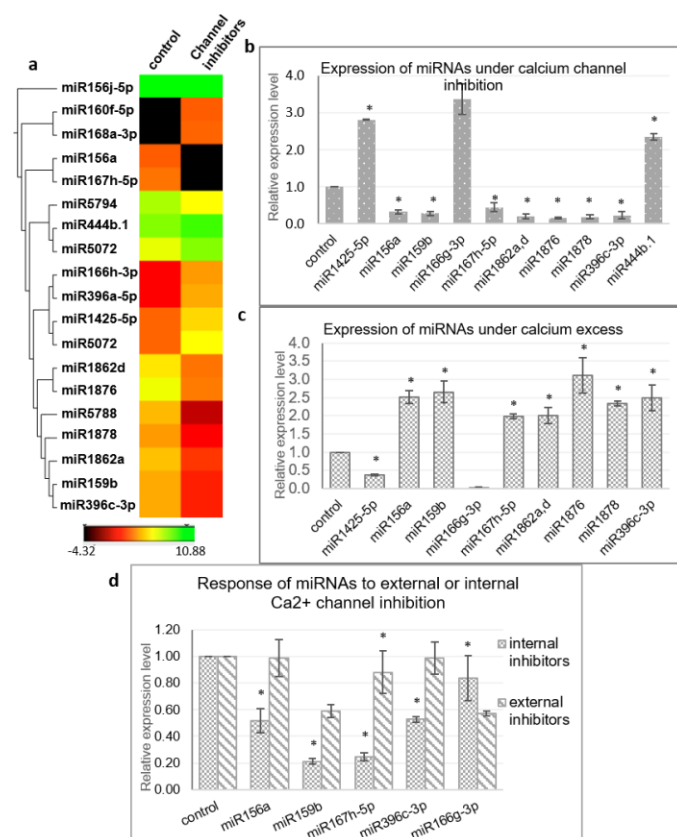 a
control
Channel
inhibitors
miR156j-5p
miR160f-5p
miR168a-3p
miR156a
miR167h-5p
miR5794
miR444b.1
miR5072
miR166h-3p
miR396a-5p
miR1425-5p
miR5072
miR1862d
miR1876
miR5788
miR1878
miR1862a
miR159b
miR396c-3p
-4.32
10.88
b
Expression of miRNAs under calcium channel
inhibition
Relative expression level
4.0
3.0
2.0
1.0
0.0
*
*
*
*
*
*
*
*
*
control
miR1425-5p
miR156a
miR159b
miR166g-3p
miR167h-5p
miR1862a,d
miR1876
miR1878
miR396c-3p
miR444b.1
c
Expression of miRNAs under calcium excess
Relative expression level
4.0
3.5
3.0
2.5
2.0
1.5
1.0
0.5
0.0
*
*
*
*
*
*
*
*
control
miR1425-5p
miR156a
miR159b
miR166g-3p
miR167h-5p
miR1862a,d
miR1876
miR1878
miR396c-3p
d
Response of miRNAs to external or internal
Ca2+ channel inhibition
Relative expression level
1.20
1.00
0.80
0.60
0.40
0.20
0.00
*
*
*
*
*
internal
inhibitors
external
inhibitors
control
miR156a
miR159b
miR167h-5p
miR396c-3p
miR166g-3p